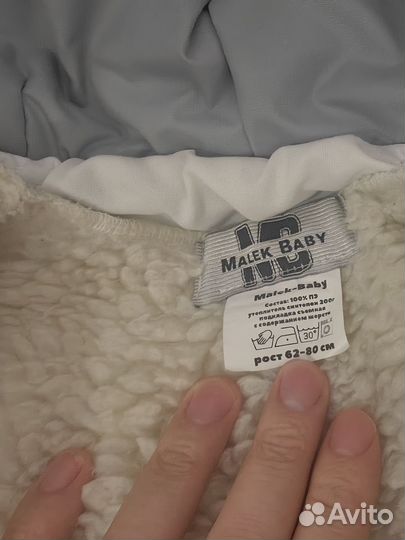 MB
MALEK BABY
Malek-Baby
Состав: 100% ПЭ
утеплитель синтепон 200г
подкладка съемная
с содержанием шерсти
30°
рост 62-80 см
Avito